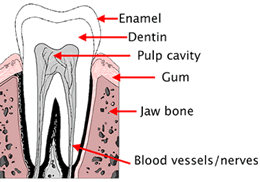 Enamel
Dentin
Pulp cavity
Gum
Jaw bone
Blood vessels/nerves